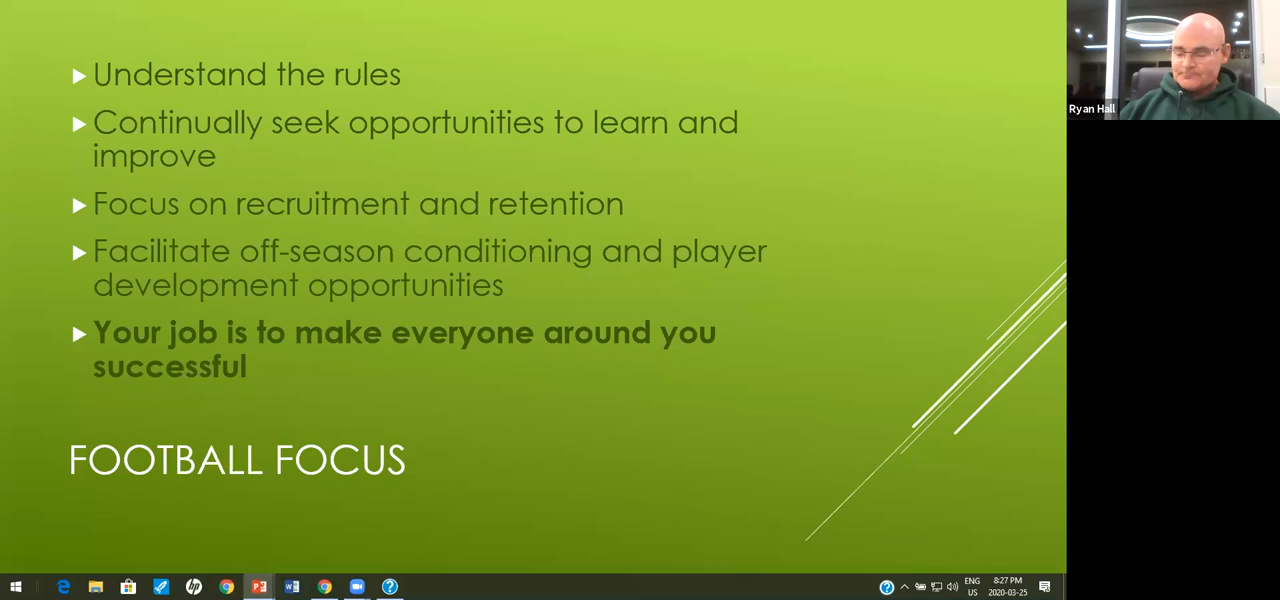 Understand the rules
Continually seek opportunities to learn and
improve
Focus on recruitment and retention
Facilitate off-season conditioning and player
development opportunities
Your job is to make everyone around you
successful
FOOTBALL FOCUS
Ryan Hall
ENG
US
8:27 PM
2020-03-25